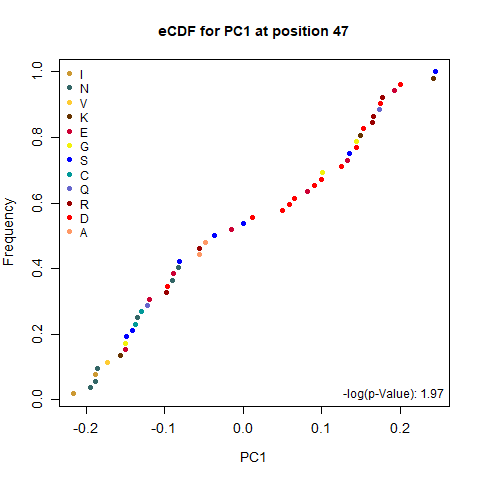 eCDF for PC1 at position 47
Frequency
1.0
0.8
0.6
0.4
0.2
0.0
I
N
V
K
E
G
S
C
Q
R
D
A
-log(p-Value): 1.97
-0.2 -0.1 0.0 0.1 0.2
PC1